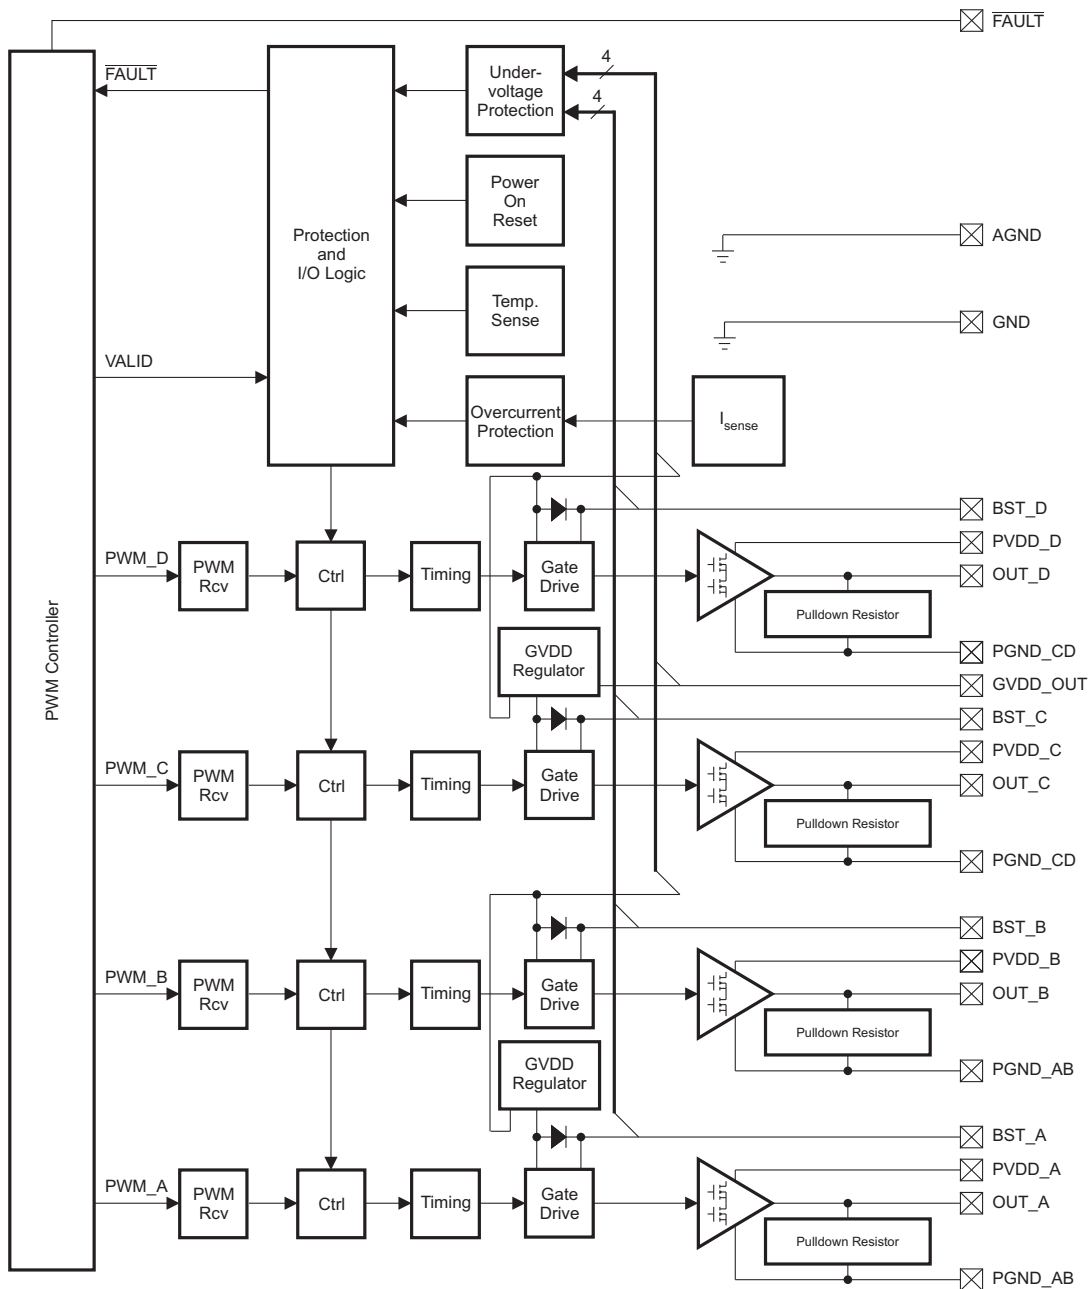 FAULT
FAULT
4
Under-
voltage
Protection
4
Power
On
Reset
Protection
and
I/O Logic
AGND
Temp.
Sense
GND
VALID
Overcurrent
Protection
Isense
BST_D
PVDD_D
PWM_D
PWM
Rcv
Ctrl
Timing
Gate
Drive
OUT_D
Pulldown Resistor
PGND_CD
PWM Controller
GVDD
Regulator
GVDD_OUT
BST_C
PVDD_C
PWM_C
PWM
Rcv
Ctrl
Timing
Gate
Drive
OUT_C
Pulldown Resistor
PGND_CD
BST_B
PVDD_B
PWM_B
PWM
Rcv
Ctrl
Timing
Gate
Drive
OUT_B
Pulldown Resistor
PGND_AB
GVDD
Regulator
BST_A
PVDD_A
PWM_A
PWM
Rcv
Ctrl
Timing
Gate
Drive
OUT_A
Pulldown Resistor
PGND_AB